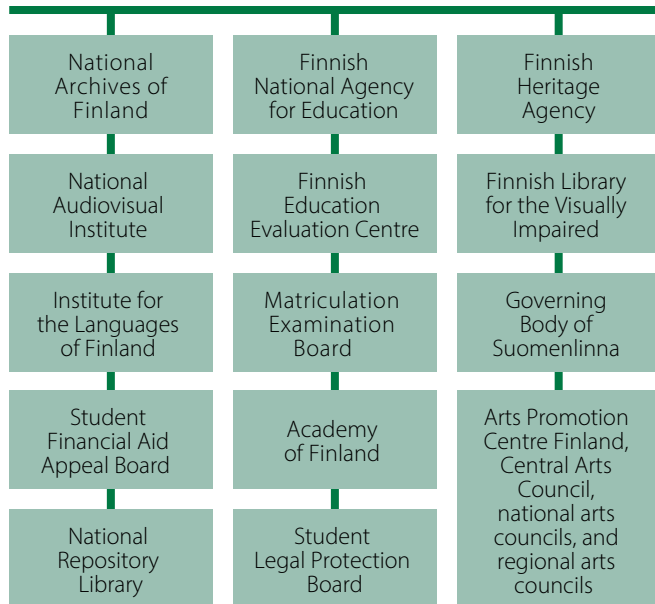 National
Archives of
Finland
National
Audiovisual
Institute
Institute for
the Languages
of Finland
Student
Financial Aid
Appeal Board
National
Repository
Library
Finnish
National Agency
for Education
Finnish
Education
Evaluation Centre
Matriculation
Examination
Board
Academy
of Finland
Student
Legal Protection
Board
Finnish
Heritage
Agency
Finnish Library
for the Visually
Impaired
Governing
Body of
Suomenlinna
Arts Promotion
Centre Finland,
Central Arts
Council,
national arts
councils, and
regional arts
councils